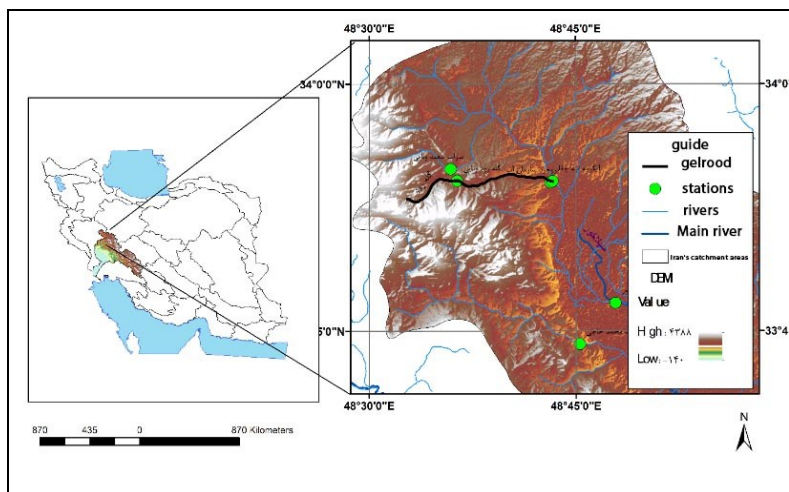 48°30'0"E
48°45'0"E
34°0'0"N
34°0
guide
gelrood
stations
rivers
Main river
Iran's catchment areas
DEM
Value
High : ۴۳۸۸
Low : -۱۴۰
5'0"N
33°4
48°30'0"E
48°45'0"E
N
870 435 0 870 Kilometers